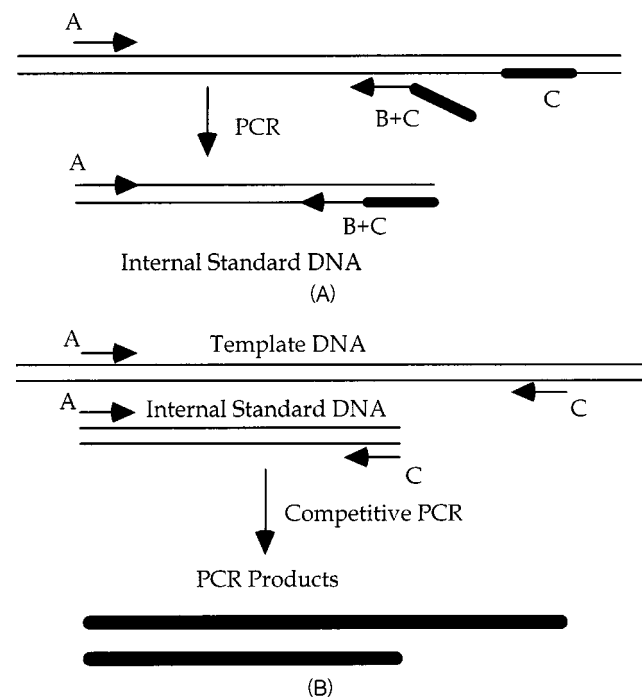 A
C
B+C
PCR
A
B+C
Internal Standard DNA
(A)
A
Template DNA
A
Internal Standard DNA
C
C
Competitive PCR
PCR Products
(B)